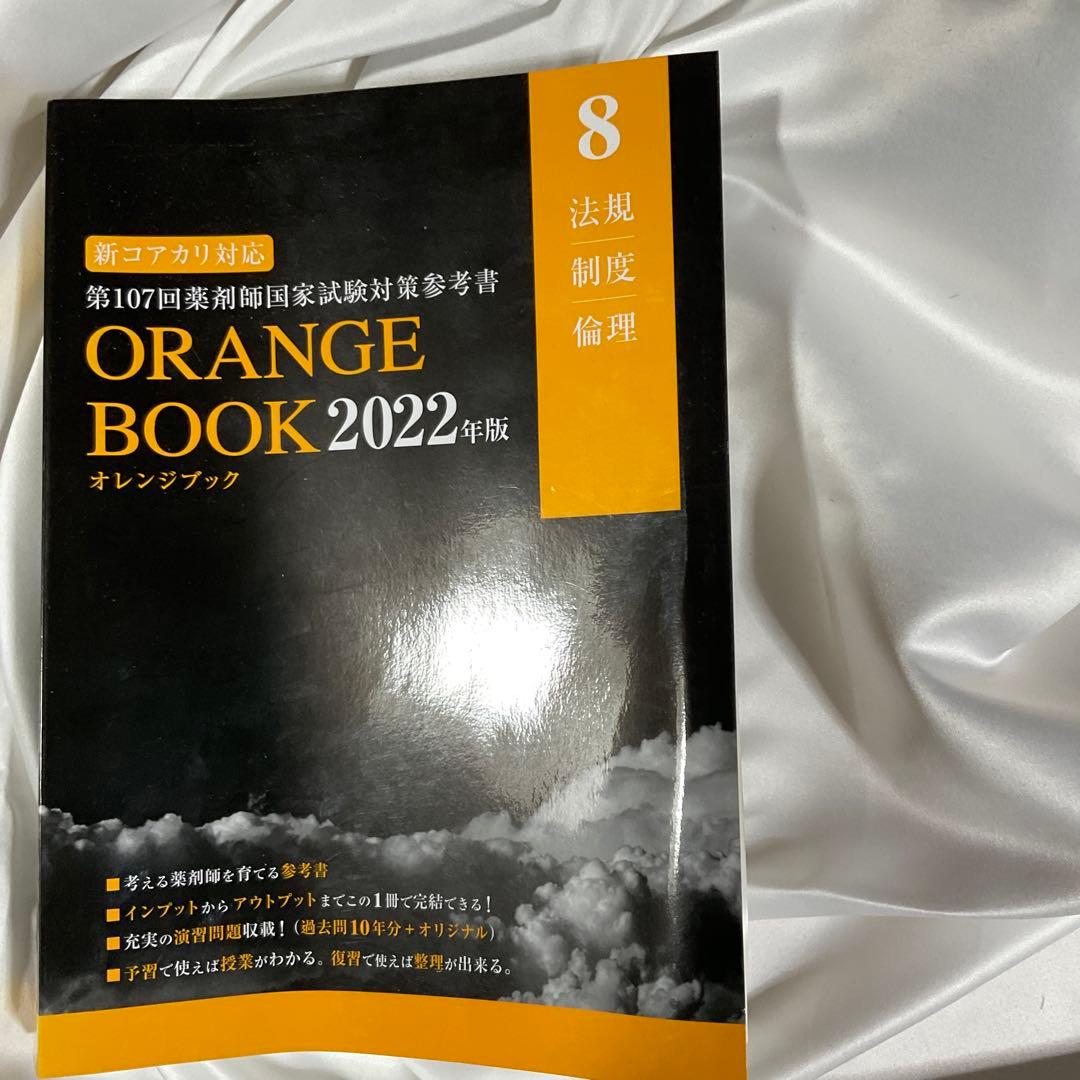 8
法規
制度
倫理
新コアカリ対応
第107回薬剤師国家試験対策参考書
ORANGE
BOOK 2022年版
オレンジブック
■考える薬剤師を育てる参考書
■インプットからアウトプットまでこの1冊で完結できる！
■充実の演習問題収載！（過去問10年分+オリジナル）
■予習で使えば授業がわかる。復習で使えば整理が出来る。